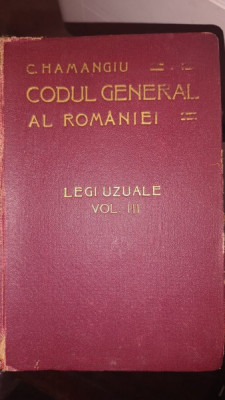 C. HAMANGIU
CODUL GENERAL
AL ROMÂNIEI
LEGI UZUALE
VOL. III